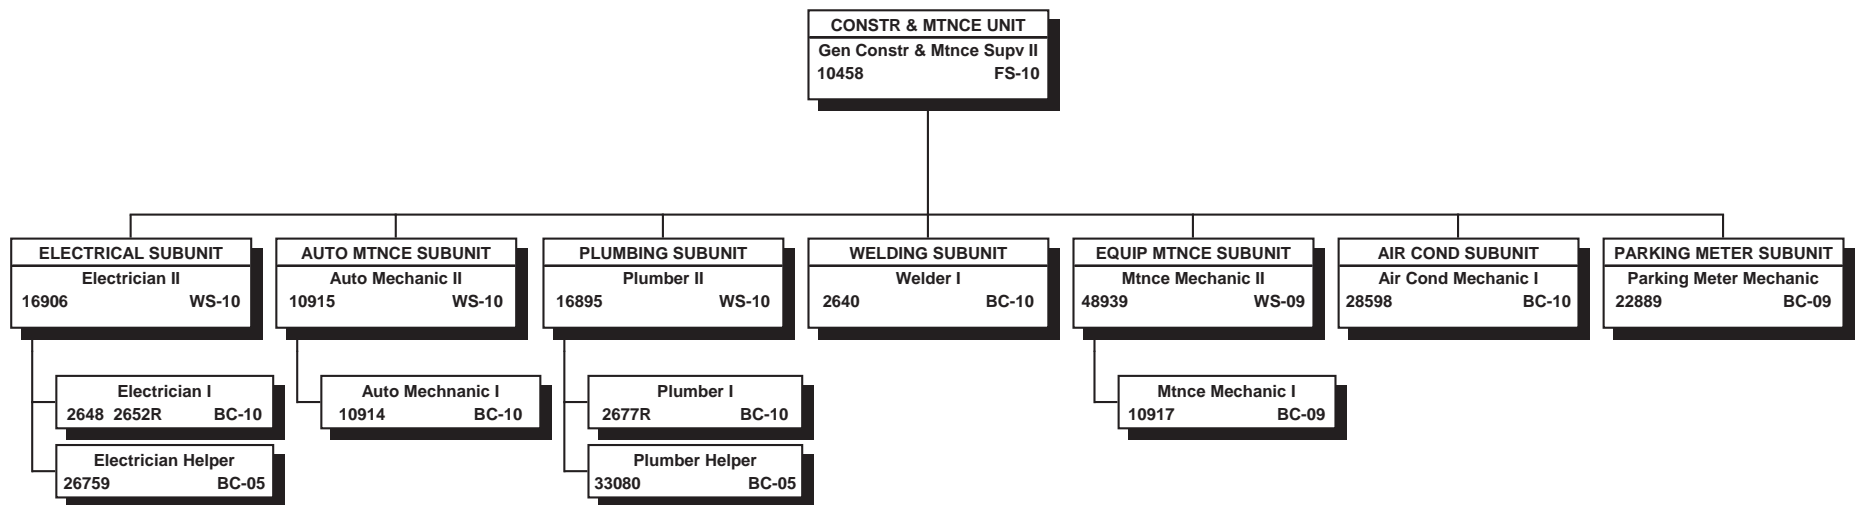 CONSTR & MTNCE UNIT
Gen Constr & Mtnce Supv II
10458 FS-10
ELECTRICAL SUBUNIT
Electrician II
16906 WS-10
AUTO MTNCE SUBUNIT
Auto Mechanic II
10915 WS-10
PLUMBING SUBUNIT
Plumber II
16895 WS-10
WELDING SUBUNIT
Welder I
2640 BC-10
EQUIP MTNCE SUBUNIT
Mtnce Mechanic II
48939 WS-09
AIR COND SUBUNIT
Air Cond Mechanic I
28598 BC-10
PARKING METER SUBUNIT
Parking Meter Mechanic
22889 BC-09
Electrician I
2648 2652R BC-10
Electrician Helper
26759 BC-05
Auto Mechnanic I
10914 BC-10
Plumber I
2677R BC-10
Plumber Helper
33080 BC-05
Mtnce Mechanic I
10917 BC-09